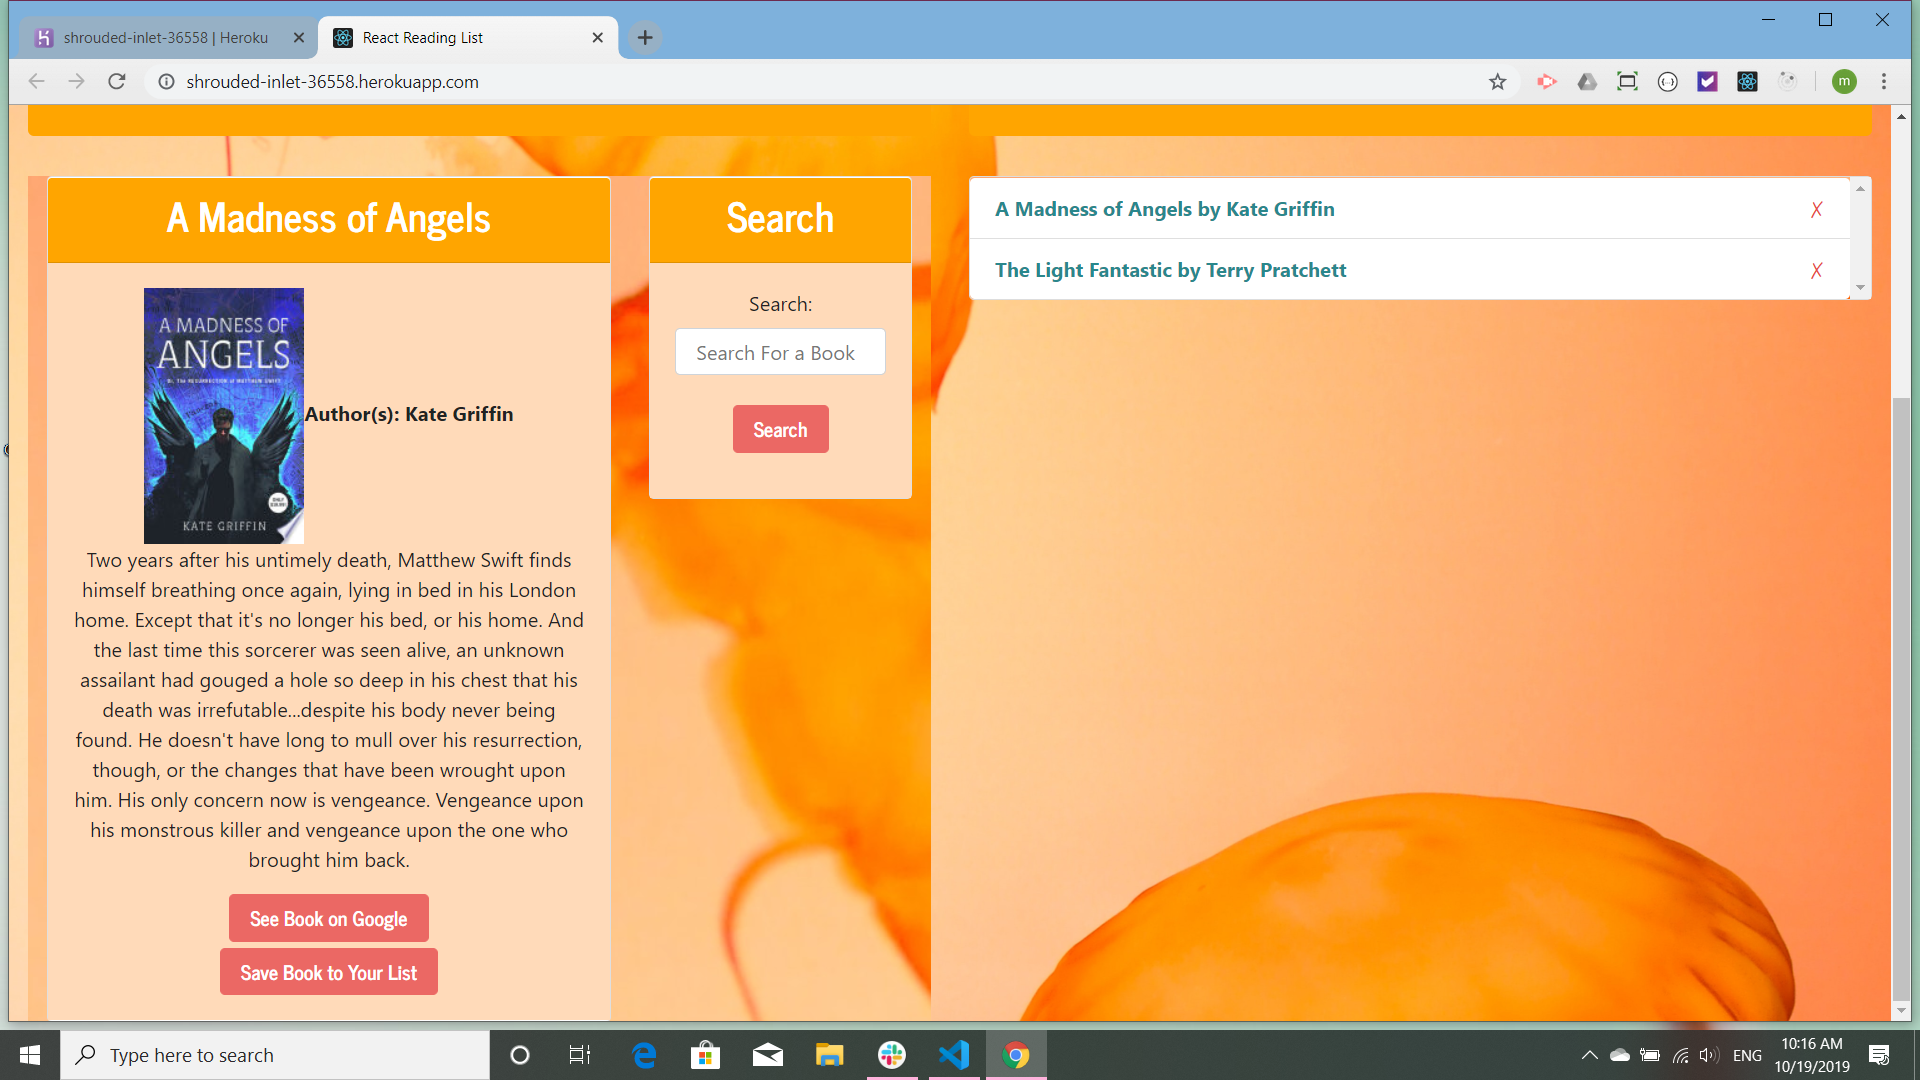 shrouded-inlet-36558 | Heroku
React Reading List
shrouded-inlet-36558.herokuapp.com
m
A Madness of Angels
A MADNESS OF
ANGELS
KATE GRIFFIN
Author(s): Kate Griffin
Two years after his untimely death, Matthew Swift finds
himself breathing once again, lying in bed in his London
home. Except that it's no longer his bed, or his home. And
the last time this sorcerer was seen alive, an unknown
assailant had gouged a hole so deep in his chest that his
death was irrefutable...despite his body never being
found. He doesn't have long to mull over his resurrection,
though, or the changes that have been wrought upon
him. His only concern now is vengeance. Vengeance upon
his monstrous killer and vengeance upon the one who
brought him back.
See Book on Google
Save Book to Your List
Search
Search:
Search For a Book
Search
A Madness of Angels by Kate Griffin
✗
The Light Fantastic by Terry Pratchett
✗
Type here to search
ENG
10:16 AM
10/19/2019